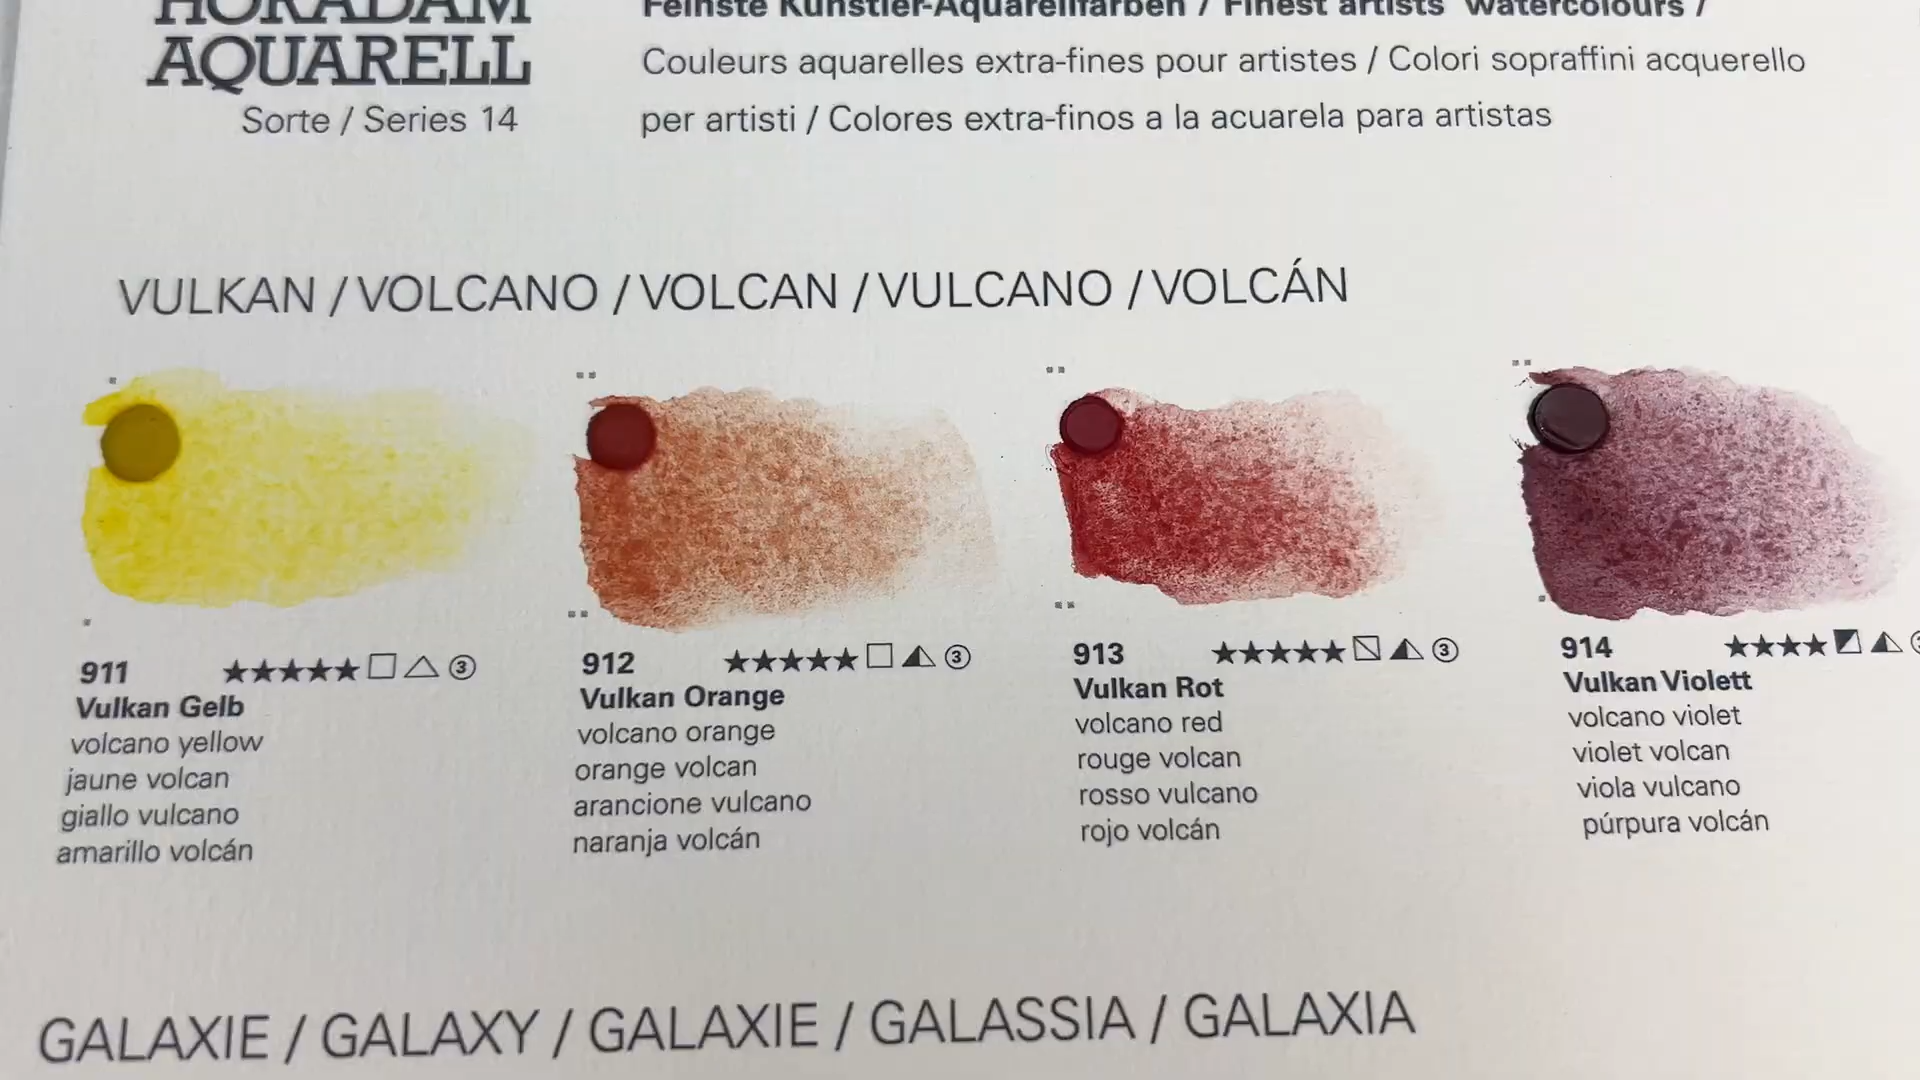 HORADAM
AQUARELL
Sorte / Series 14
Feinste Künstler-Aquarellfarben / Finest artists' watercolours /
Couleurs aquarelles extra-fines pour artistes / Colori sopraffini acquerello
per artisti / Colores extra-finos a la acuarela para artistas
VULKAN / VOLCANO / VOLCAN / VULCANO / VOLCÁN
911 ★★★★★ □ △ ③
Vulkan Gelb
volcano yellow
jaune volcan
giallo vulcano
amarillo volcán
912 ★★★★★ □ ◭ ③
Vulkan Orange
volcano orange
orange volcan
arancione vulcano
naranja volcán
913 ★★★★★ ⧅ ◭ ③
Vulkan Rot
volcano red
rouge volcan
rosso vulcano
rojo volcán
914 ★★★★ ◩ ◭
Vulkan Violett
volcano violet
violet volcan
viola vulcano
púrpura volcán
GALAXIE / GALAXY / GALAXIE / GALASSIA / GALAXIA